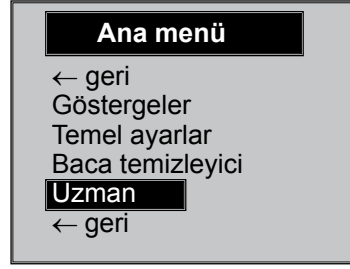 Ana menü
← geri
Göstergeler
Temel ayarlar
Baca temizleyici
Uzman
← geri